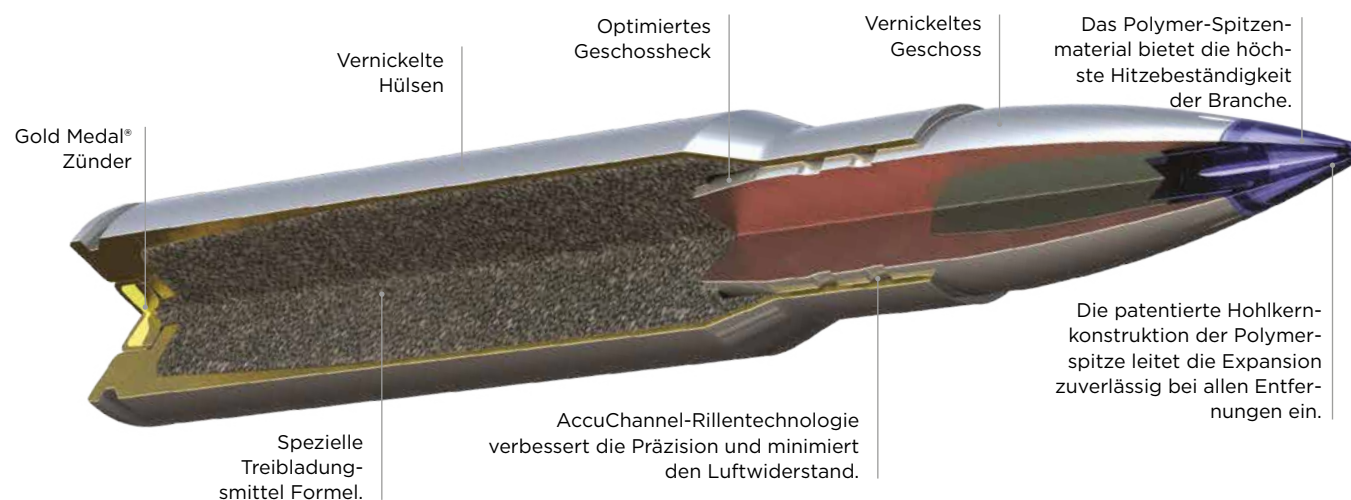 Gold Medal®
Zünder
Vernickelte
Hülsen
Optimiertes
Geschossheck
Vernickeltes
Geschoss
Das Polymer-Spitzen-
material bietet die höch-
ste Hitzebeständigkeit
der Branche.
Spezielle
Treibladung-
smittel Formel.
AccuChannel-Rillentechnologie
verbessert die Präzision und minimiert
den Luftwiderstand.
Die patentierte Hohlkern-
konstruktion der Polymer-
spitze leitet die Expansion
zuverlässig bei allen Entfer-
nungen ein.